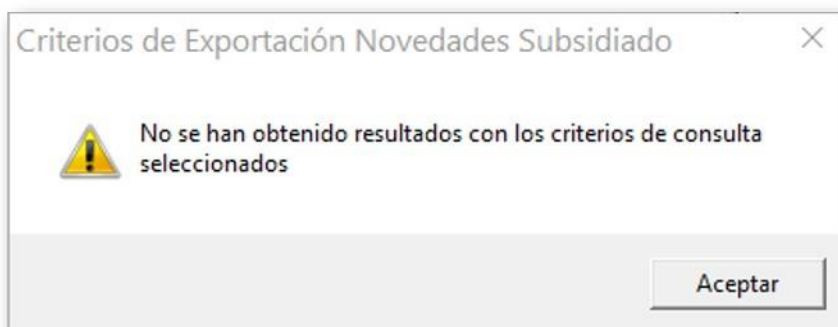 Criterios de Exportación Novedades Subsidiado
No se han obtenido resultados con los criterios de consulta
seleccionados
Aceptar